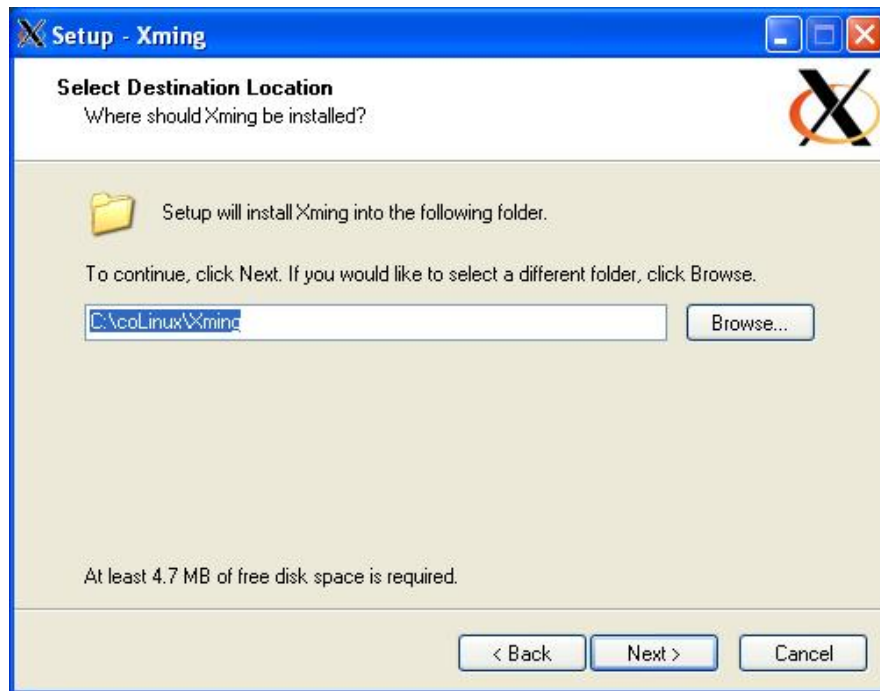 Setup - Xming
Select Destination Location
Where should Xming be installed?
Setup will install Xming into the following folder.
To continue, click Next. If you would like to select a different folder, click Browse.
C:\coLinux\Xming
Browse...
At least 4.7 MB of free disk space is required.
< Back
Next >
Cancel